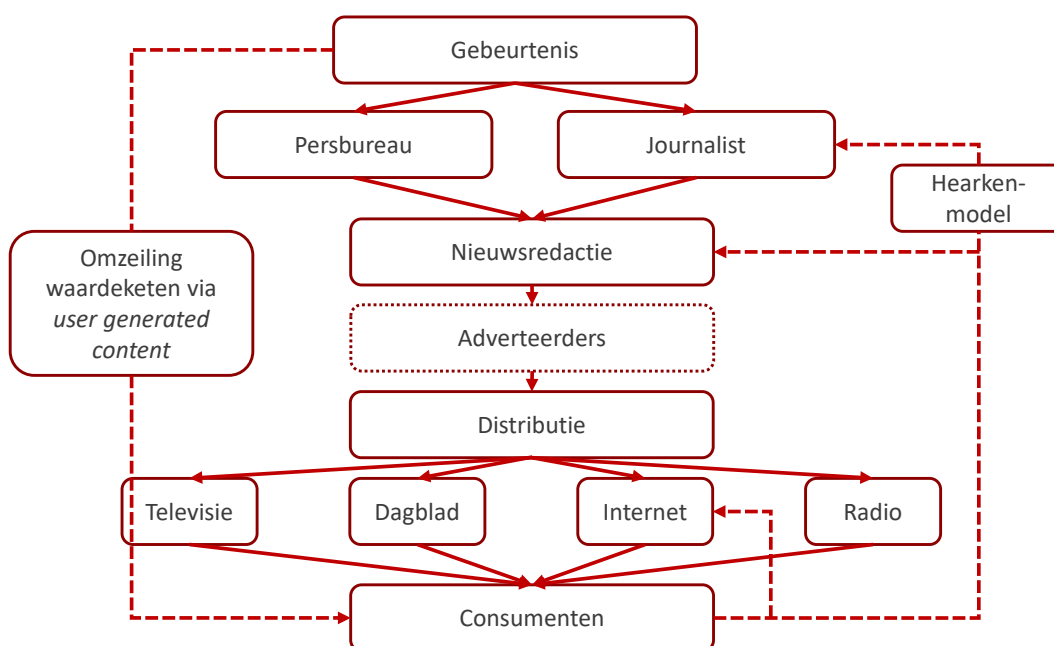 Gebeurtenis
Persbureau
Journalist
Hearken-
model
Nieuwsredactie
Omzeiling
waardeketen via
user generated
content
Adverteerders
Distributie
Televisie
Dagblad
Internet
Radio
Consumenten